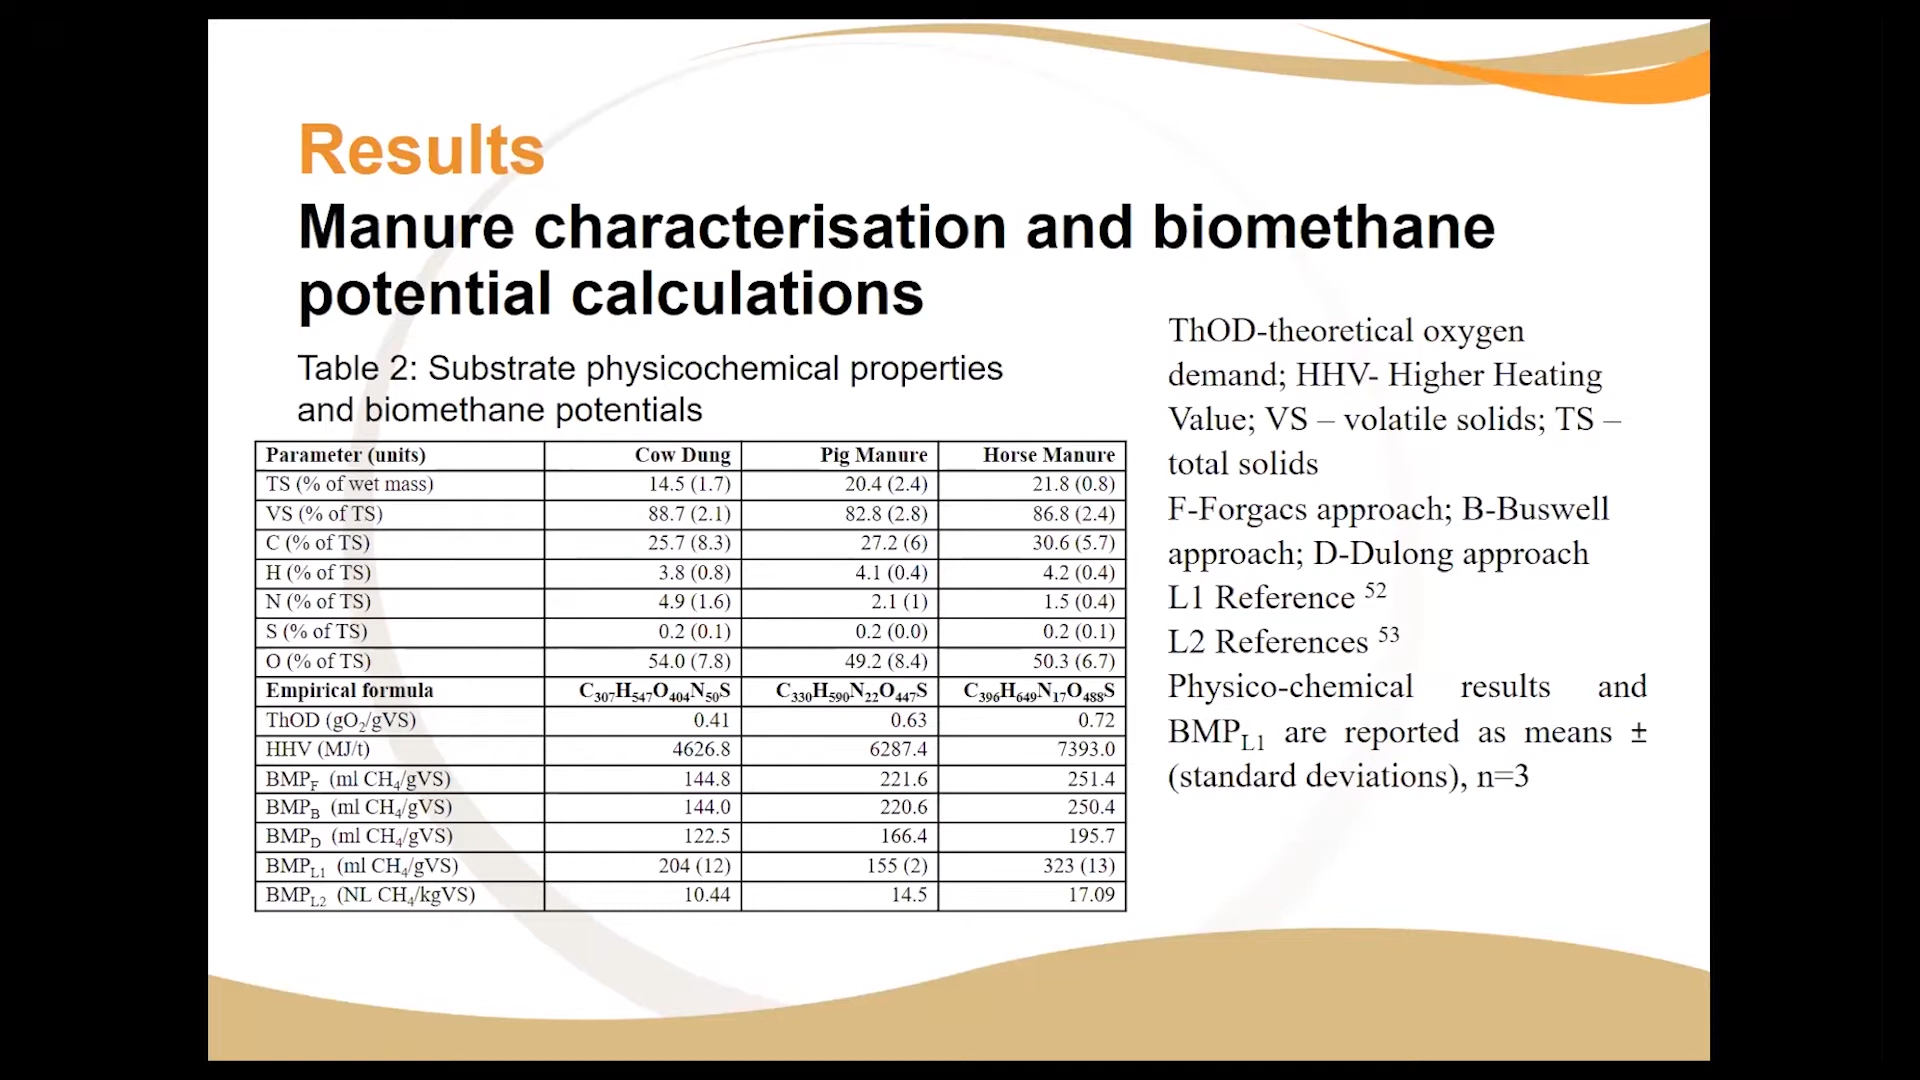 Results
Manure characterisation and biomethane
potential calculations
Table 2: Substrate physicochemical properties
and biomethane potentials
Parameter (units) Cow Dung Pig Manure Horse Manure
TS (% of wet mass) 14.5 (1.7) 20.4 (2.4) 21.8 (0.8)
VS (% of TS) 88.7 (2.1) 82.8 (2.8) 86.8 (2.4)
C (% of TS) 25.7 (8.3) 27.2 (6) 30.6 (5.7)
H (% of TS) 3.8 (0.8) 4.1 (0.4) 4.2 (0.4)
N (% of TS) 4.9 (1.6) 2.1 (1) 1.5 (0.4)
S (% of TS) 0.2 (0.1) 0.2 (0.0) 0.2 (0.1)
O (% of TS) 54.0 (7.8) 49.2 (8.4) 50.3 (6.7)
Empirical formula C₃₀₇H₅₄₇O₄₀₄N₅₀S C₃₃₀H₅₉₀N₂₂O₄₄₇S C₃₉₆H₆₄₉N₁₇O₄₈₈S
ThOD (gO₂/gVS) 0.41 0.63 0.72
HHV (MJ/t) 4626.8 6287.4 7393.0
BMP_F (ml CH₄/gVS) 144.8 221.6 251.4
BMP_B (ml CH₄/gVS) 144.0 220.6 250.4
BMP_D (ml CH₄/gVS) 122.5 166.4 195.7
BMP_L1 (ml CH₄/gVS) 204 (12) 155 (2) 323 (13)
BMP_L2 (NL CH₄/kgVS) 10.44 14.5 17.09
ThOD-theoretical oxygen
demand; HHV- Higher Heating
Value; VS – volatile solids; TS –
total solids
F-Forgacs approach; B-Buswell
approach; D-Dulong approach
L1 Reference ⁵²
L2 References ⁵³
Physico-chemical results and
BMP_L1 are reported as means ±
(standard deviations), n=3